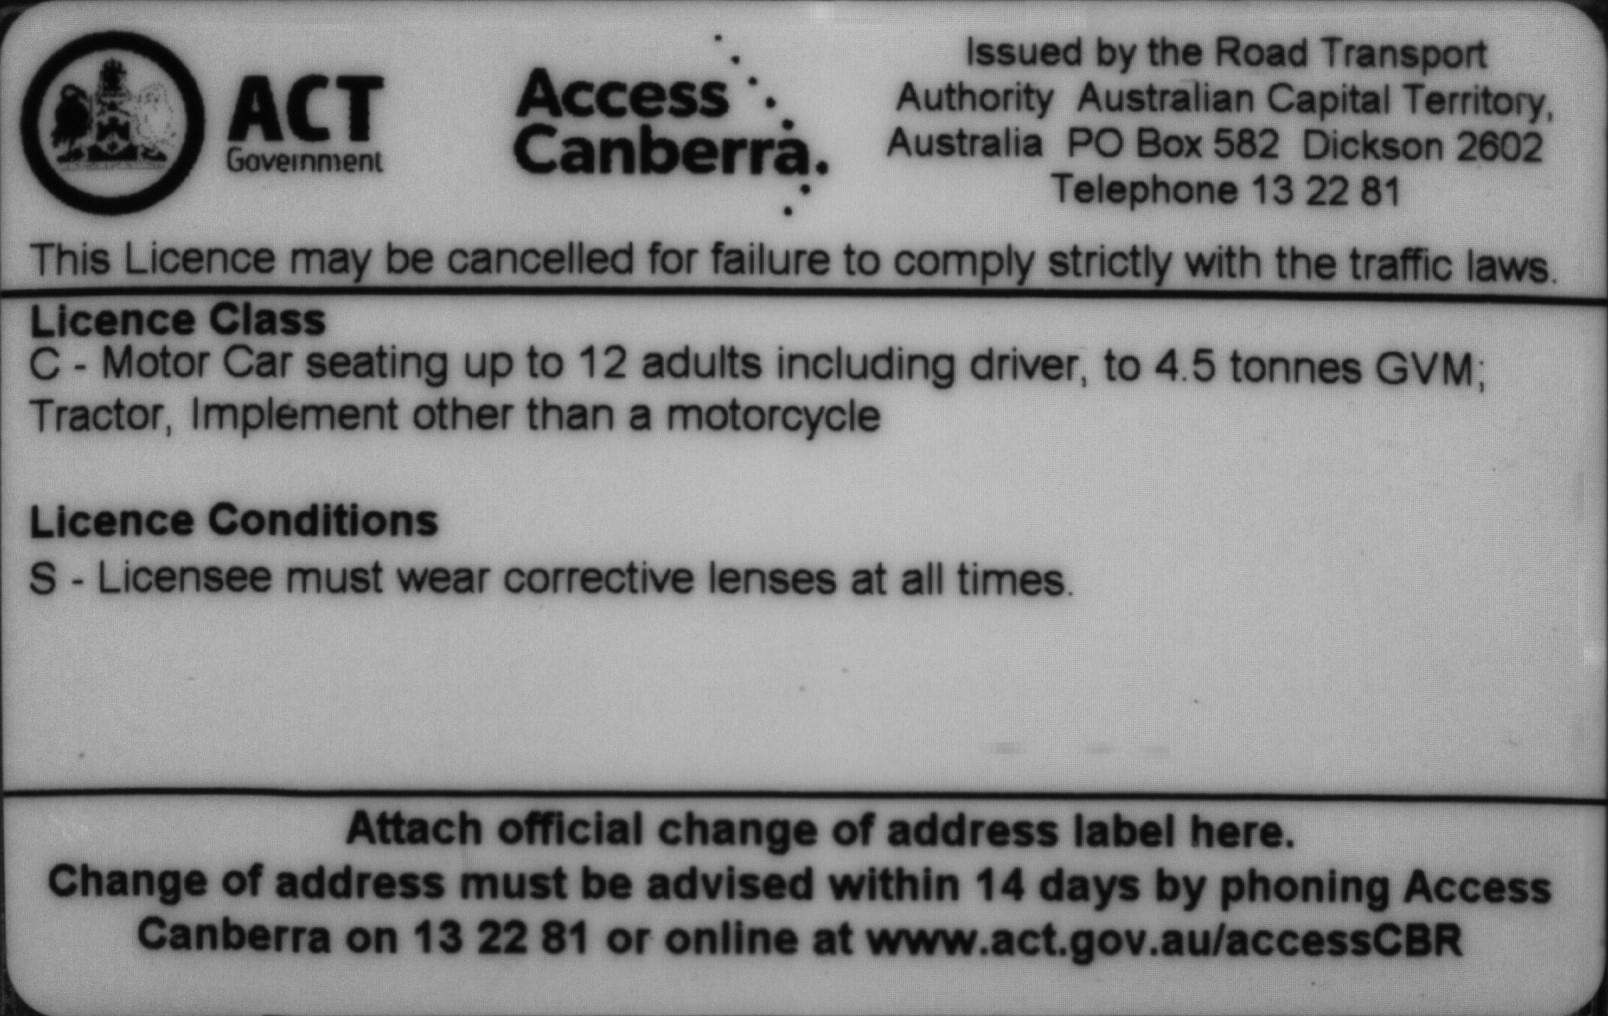 ACT
Government
Access
Canberra.
Issued by the Road Transport
Authority Australian Capital Territory,
Australia PO Box 582 Dickson 2602
Telephone 13 22 81
This Licence may be cancelled for failure to comply strictly with the traffic laws.
Licence Class
C - Motor Car seating up to 12 adults including driver, to 4.5 tonnes GVM;
Tractor, Implement other than a motorcycle
Licence Conditions
S - Licensee must wear corrective lenses at all times.
Attach official change of address label here.
Change of address must be advised within 14 days by phoning Access
Canberra on 13 22 81 or online at www.act.gov.au/accessCBR